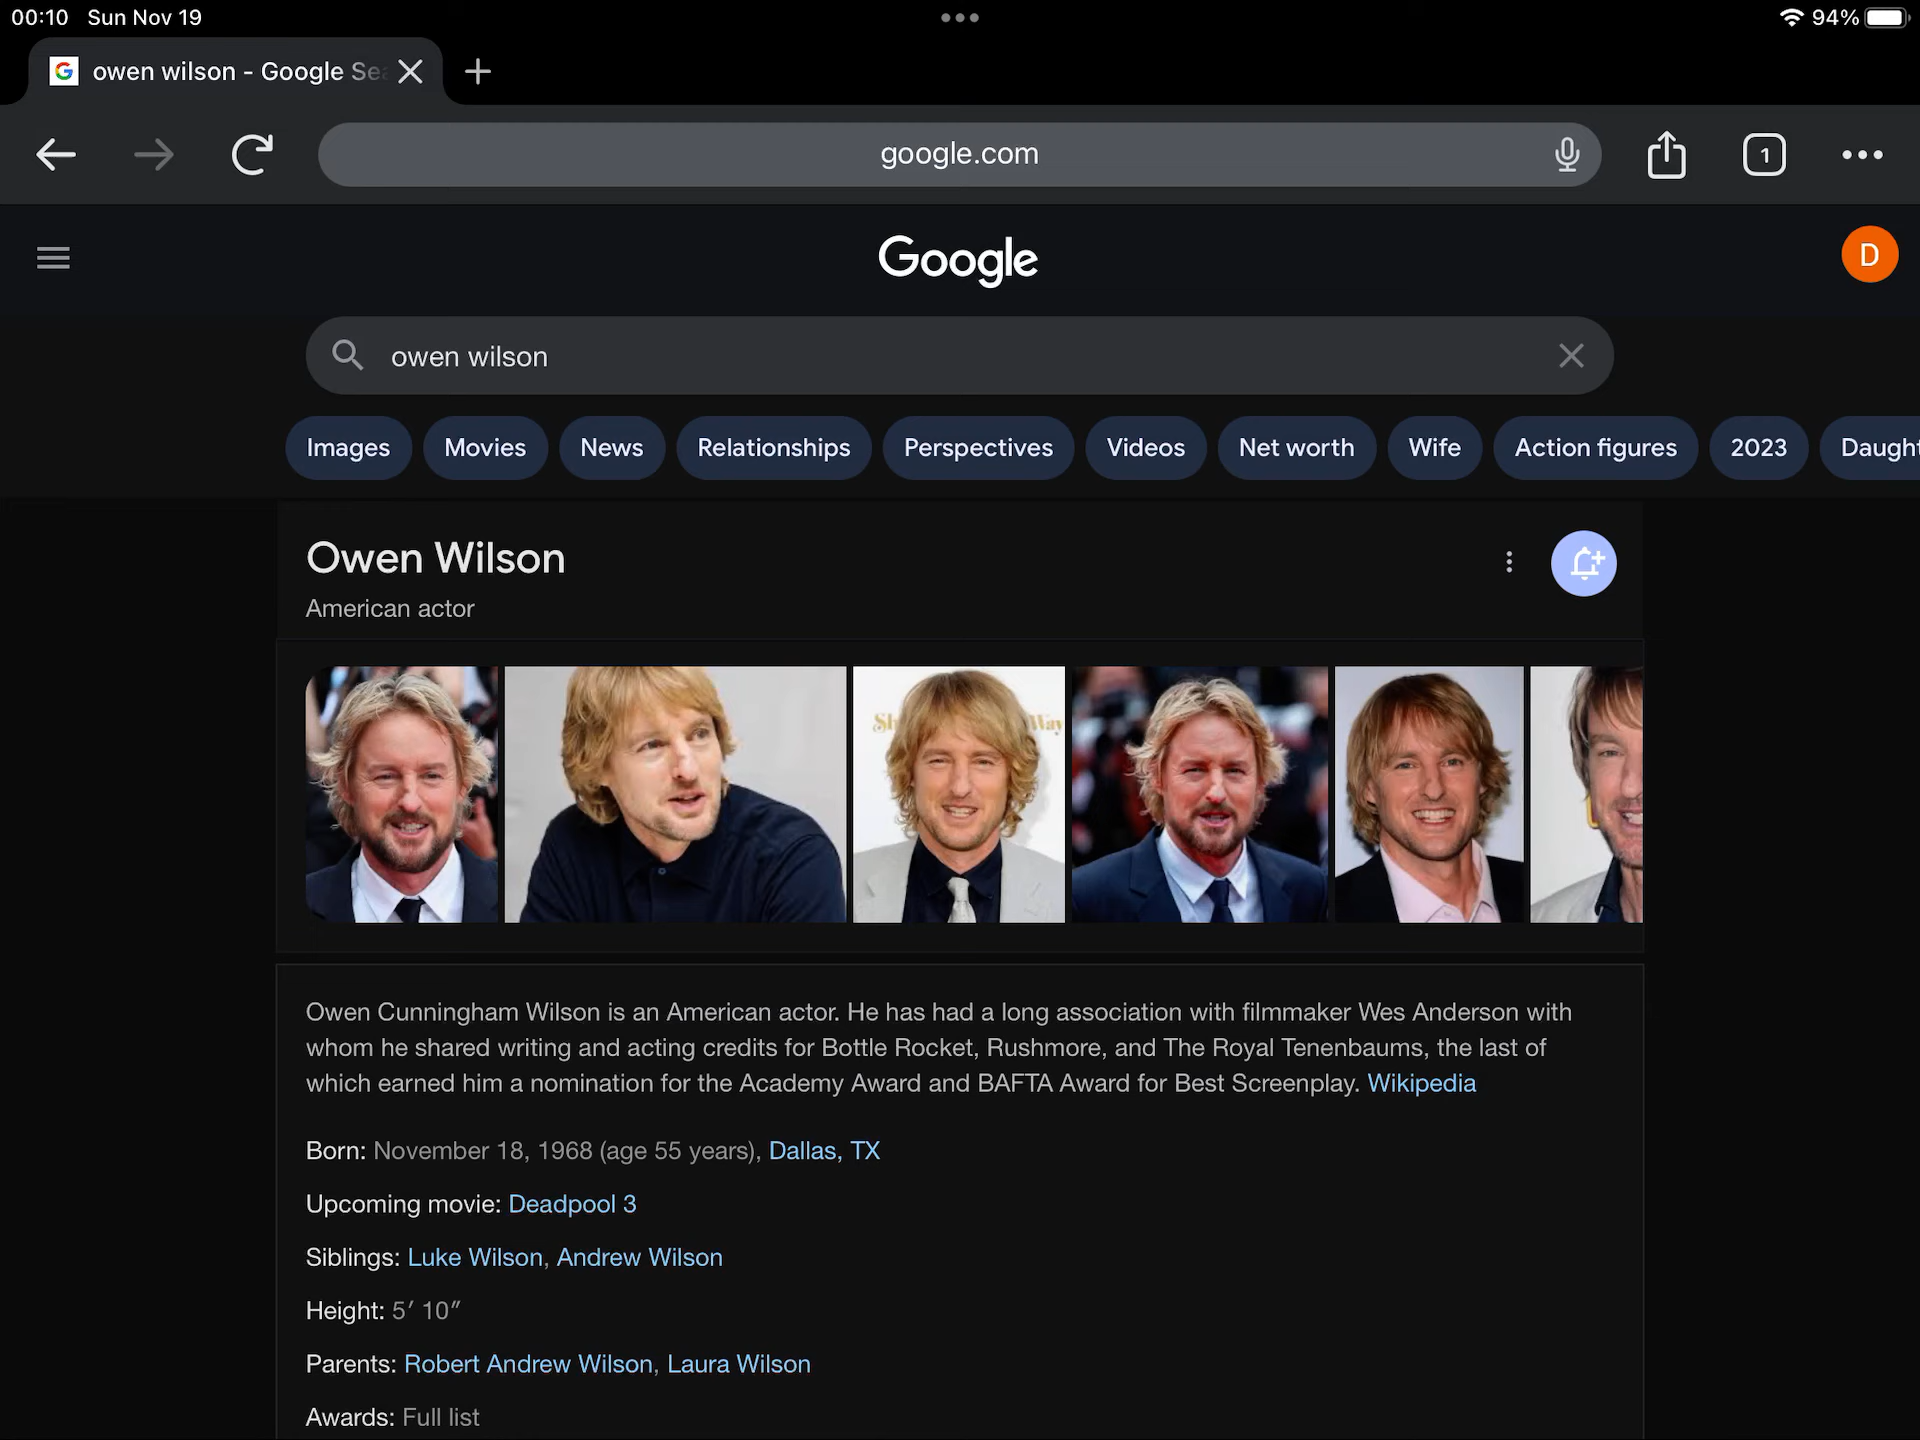 00:10 Sun Nov 19
94%
owen wilson - Google Sea
google.com
1
Google
D
owen wilson
Images Movies News Relationships Perspectives Videos Net worth Wife Action figures 2023 Daught
Owen Wilson
American actor
Sh Way
Owen Cunningham Wilson is an American actor. He has had a long association with filmmaker Wes Anderson with
whom he shared writing and acting credits for Bottle Rocket, Rushmore, and The Royal Tenenbaums, the last of
which earned him a nomination for the Academy Award and BAFTA Award for Best Screenplay. Wikipedia
Born: November 18, 1968 (age 55 years), Dallas, TX
Upcoming movie: Deadpool 3
Siblings: Luke Wilson, Andrew Wilson
Height: 5′ 10″
Parents: Robert Andrew Wilson, Laura Wilson
Awards: Full list